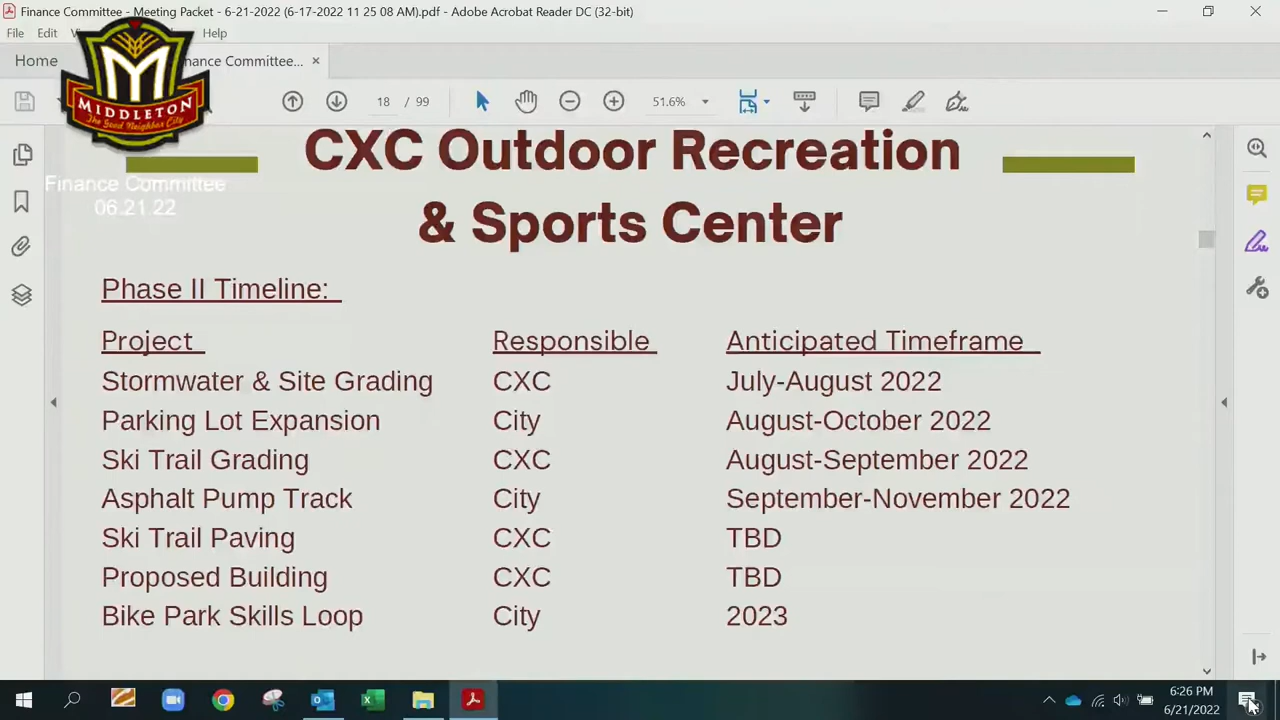 Finance Committee - Meeting Packet - 6-21-2022 (6-17-2022 11 25 08 AM).pdf - Adobe Acrobat Reader DC (32-bit)
File Edit Help
Home nance Committee... ×
18 / 99 51.6%
M
MIDDLETON
The Good Neighbor City
Finance Committee
06.21.22
CXC Outdoor Recreation
& Sports Center
Phase II Timeline:
Project Responsible Anticipated Timeframe
Stormwater & Site Grading CXC July-August 2022
Parking Lot Expansion City August-October 2022
Ski Trail Grading CXC August-September 2022
Asphalt Pump Track City September-November 2022
Ski Trail Paving CXC TBD
Proposed Building CXC TBD
Bike Park Skills Loop City 2023
6:26 PM
6/21/2022